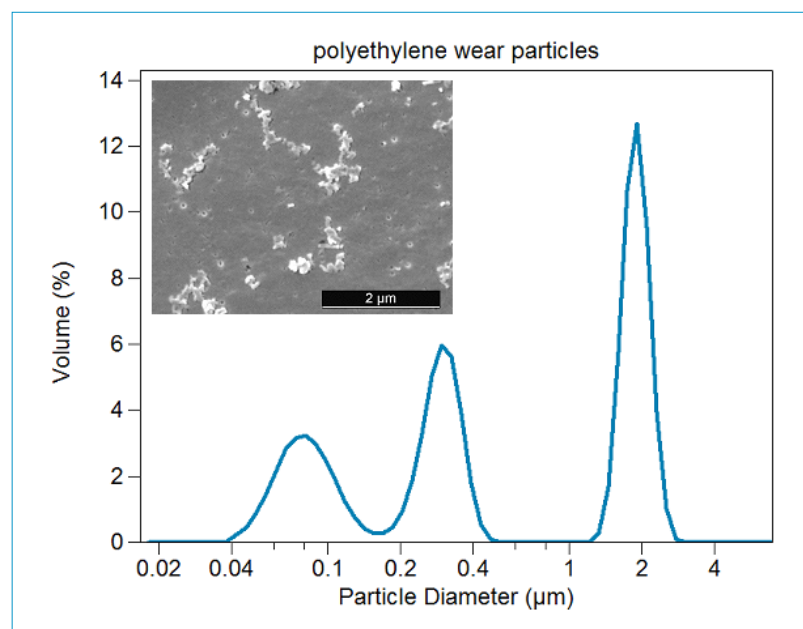 polyethylene wear particles
14
12
10
8
6
4
2
0
Volume (%)
2 µm
0.02 0.04 0.1 0.2 0.4 1 2 4
Particle Diameter (µm)